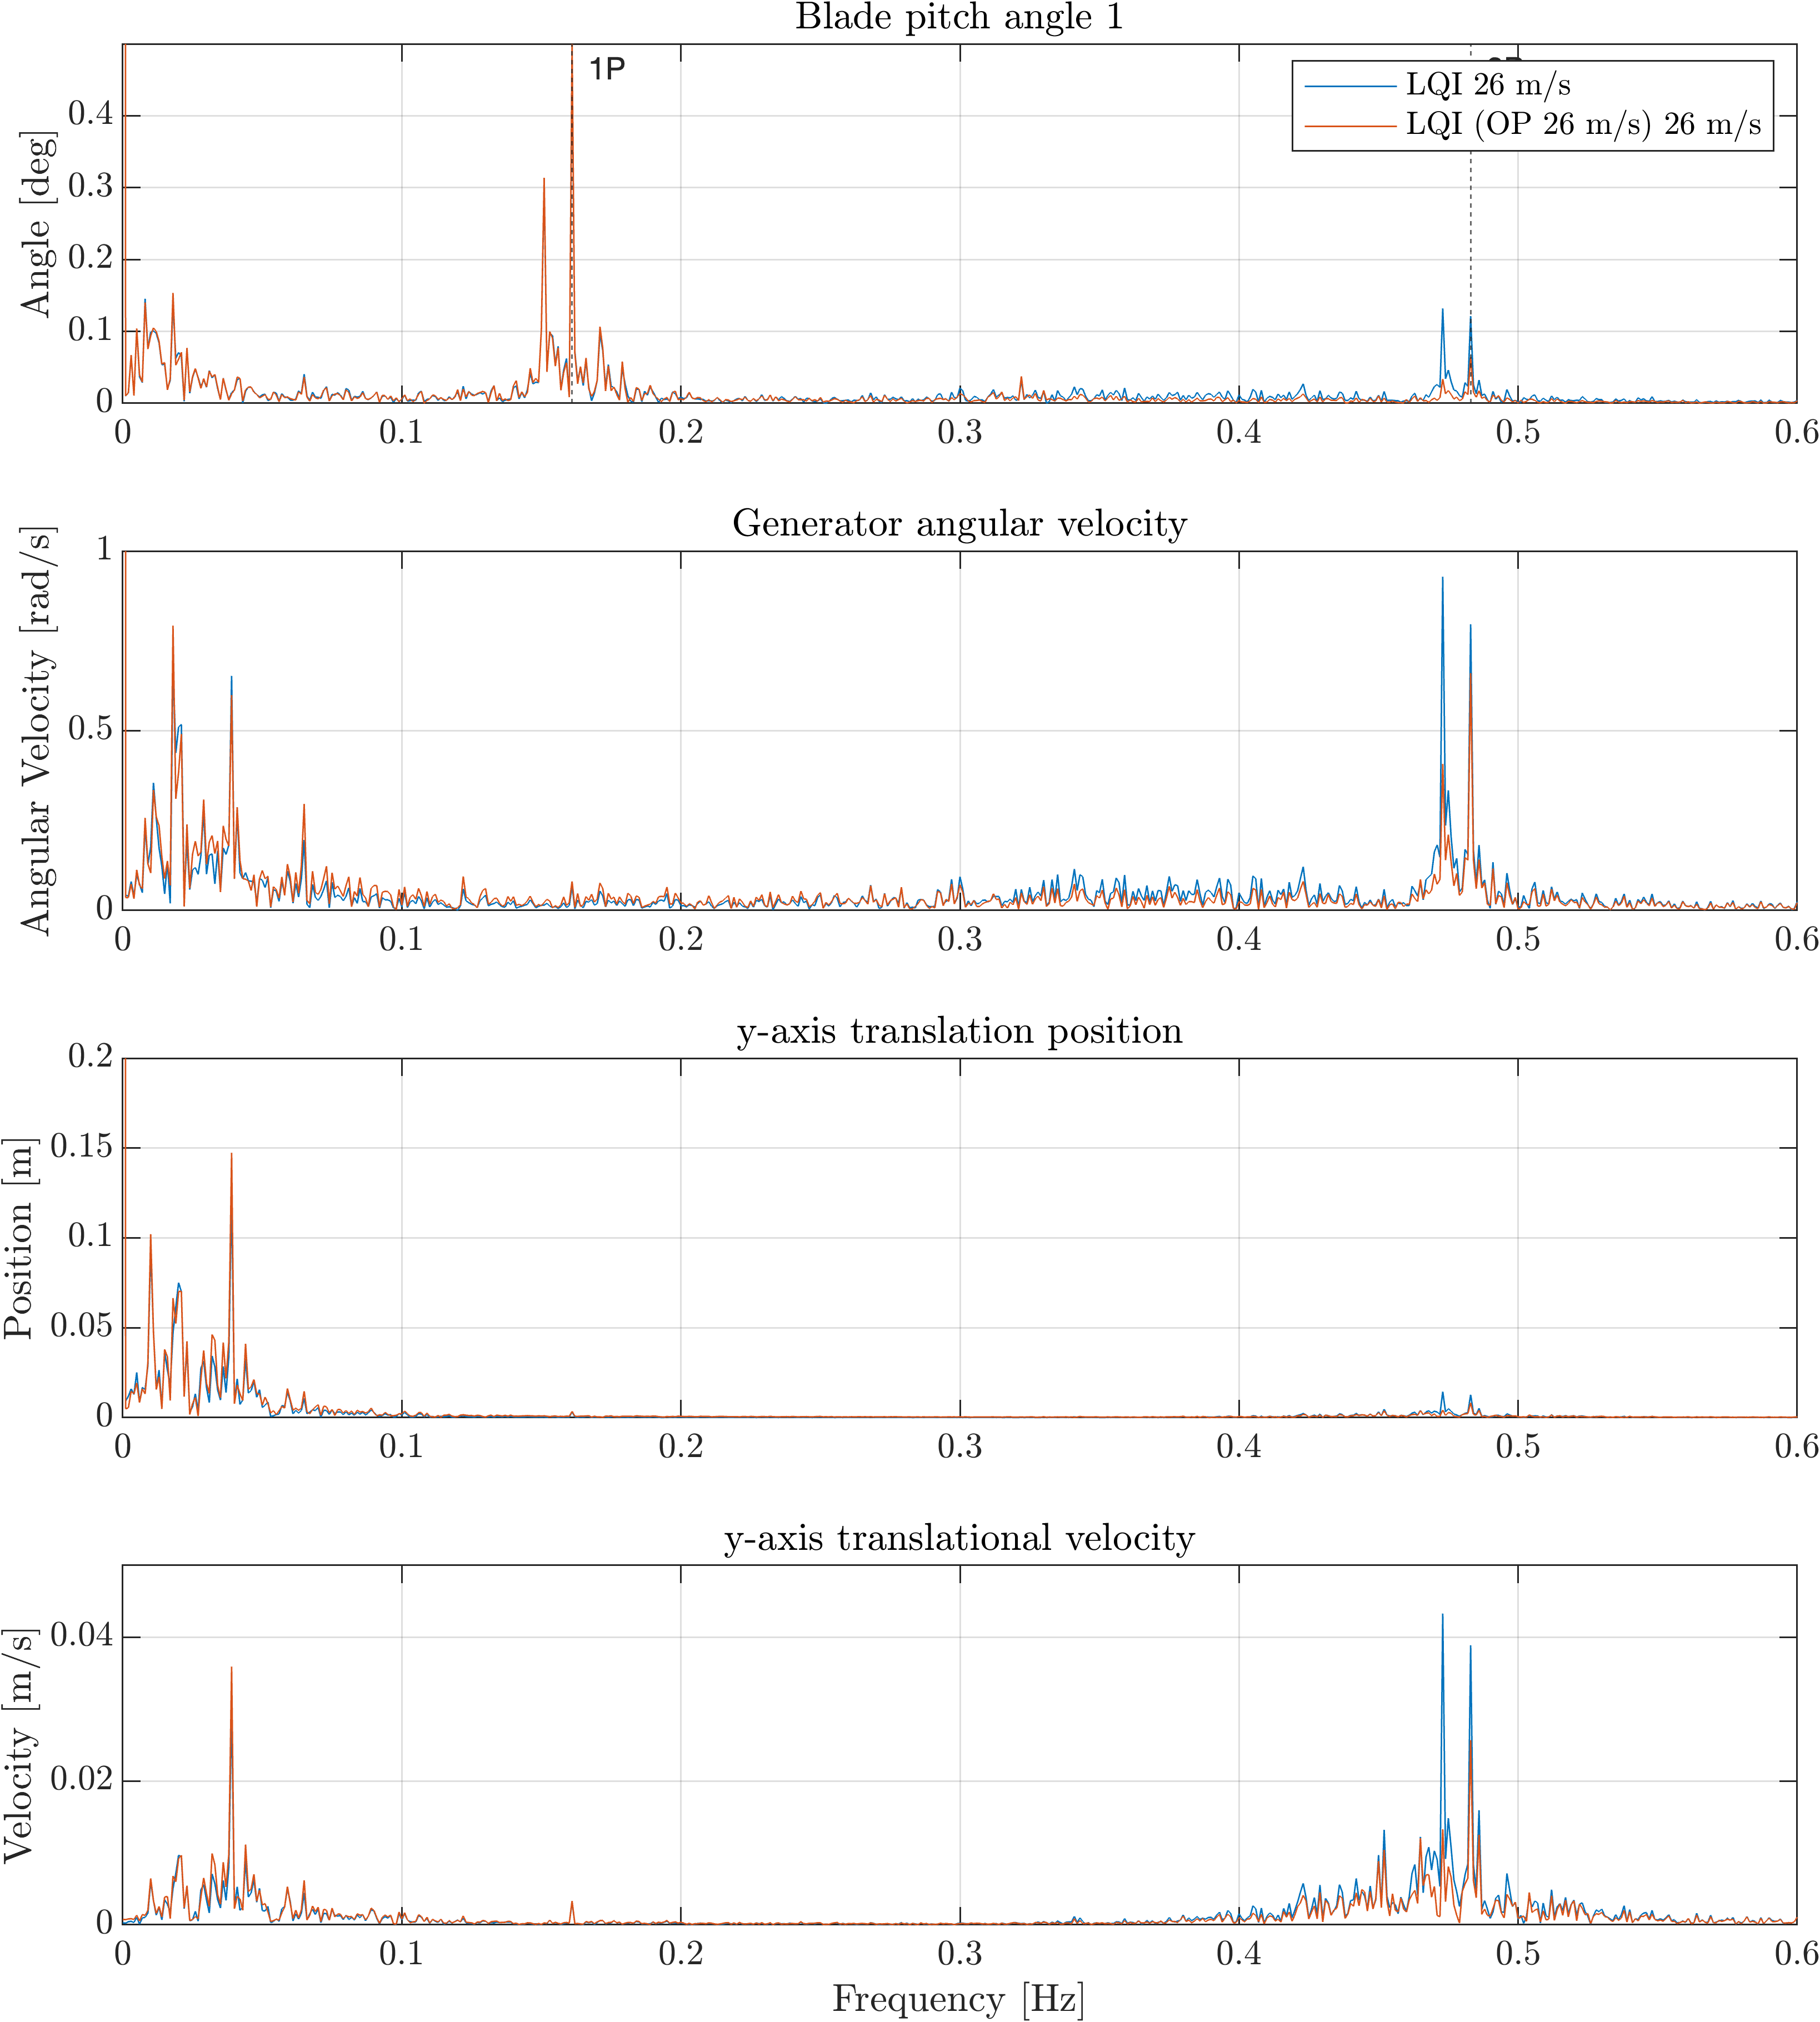 Blade pitch angle 1
1P
LQI 26 m/s
LQI (OP 26 m/s) 26 m/s
Angle [deg]
0.4
0.3
0.2
0.1
0
0 0.1 0.2 0.3 0.4 0.5 0.6
Generator angular velocity
Angular Velocity [rad/s]
1
0.5
0
0 0.1 0.2 0.3 0.4 0.5 0.6
y-axis translation position
Position [m]
0.2
0.15
0.1
0.05
0
0 0.1 0.2 0.3 0.4 0.5 0.6
y-axis translational velocity
Velocity [m/s]
0.04
0.02
0
0 0.1 0.2 0.3 0.4 0.5 0.6
Frequency [Hz]